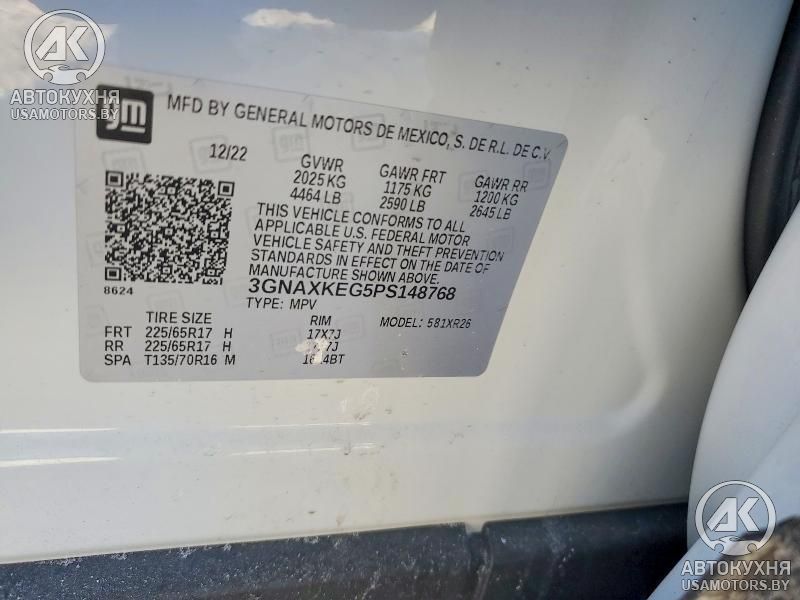 AK
АВТОКУХНЯ
USAMOTORS.BY
gm
MFD BY GENERAL MOTORS DE MEXICO, S. DE R.L. DE C.V.
12/22
GVWR
2025 KG
4464 LB
GAWR FRT
1175 KG
2590 LB
GAWR RR
1200 KG
2645 LB
THIS VEHICLE CONFORMS TO ALL
APPLICABLE U.S. FEDERAL MOTOR
VEHICLE SAFETY AND THEFT PREVENTION
STANDARDS IN EFFECT ON THE DATE OF
MANUFACTURE SHOWN ABOVE.
8624
3GNAXKEG5PS148768
TYPE: MPV
MODEL: 581XR26
TIRE SIZE
RIM
FRT 225/65R17 H 17X7J
RR 225/65R17 H
SPA T135/70R16 M
AK
АВТОКУХНЯ
USAMOTORS.BY